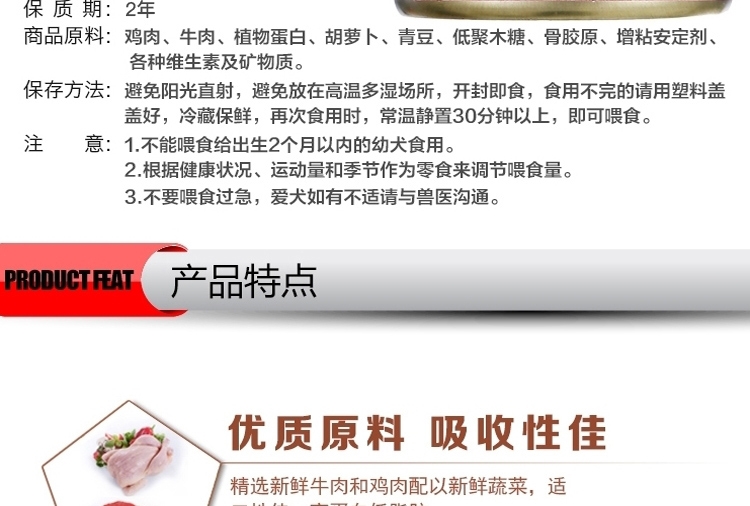 保 质 期：2年
商品原料：鸡肉、牛肉、植物蛋白、胡萝卜、青豆、低聚木糖、骨胶原、增粘安定剂、
各种维生素及矿物质。
保存方法：避免阳光直射，避免放在高温多湿场所，开封即食，食用不完的请用塑料盖
盖好，冷藏保鲜，再次食用时，常温静置30分钟以上，即可喂食。
注　　意：1.不能喂食给出生2个月以内的幼犬食用。
2.根据健康状况、运动量和季节作为零食来调节喂食量。
3.不要喂食过急，爱犬如有不适请与兽医沟通。
PRODUCT FEAT
产品特点
优质原料 吸收性佳
精选新鲜牛肉和鸡肉配以新鲜蔬菜，适